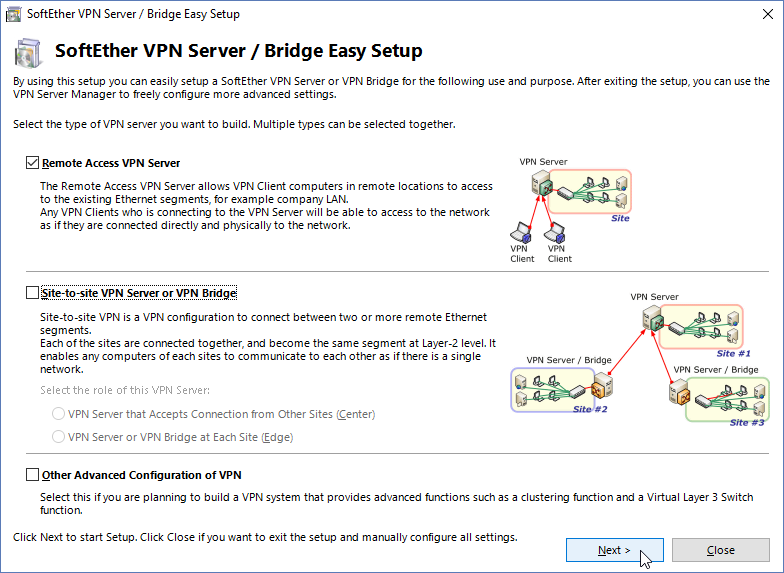 SoftEther VPN Server / Bridge Easy Setup
SoftEther VPN Server / Bridge Easy Setup
By using this setup you can easily setup a SoftEther VPN Server or VPN Bridge for the following use and purpose. After exiting the setup, you can use the
VPN Server Manager to freely configure more advanced settings.
Select the type of VPN server you want to build. Multiple types can be selected together.
Remote Access VPN Server
The Remote Access VPN Server allows VPN Client computers in remote locations to access
to the existing Ethernet segments, for example company LAN.
Any VPN Clients who is connecting to the VPN Server will be able to access to the network
as if they are connected directly and physically to the network.
VPN Server
Site
VPN
Client
VPN
Client
Site-to-site VPN Server or VPN Bridge
Site-to-site VPN is a VPN configuration to connect between two or more remote Ethernet
segments.
Each of the sites are connected together, and become the same segment at Layer-2 level. It
enables any computers of each sites to communicate to each other as if there is a single
network.
Select the role of this VPN Server:
VPN Server that Accepts Connection from Other Sites (Center)
VPN Server or VPN Bridge at Each Site (Edge)
VPN Server
Site #1
VPN Server / Bridge
Site #2
VPN Server / Bridge
Site #3
Other Advanced Configuration of VPN
Select this if you are planning to build a VPN system that provides advanced functions such as a clustering function and a Virtual Layer 3 Switch
function.
Click Next to start Setup. Click Close if you want to exit the setup and manually configure all settings.
Next >
Close